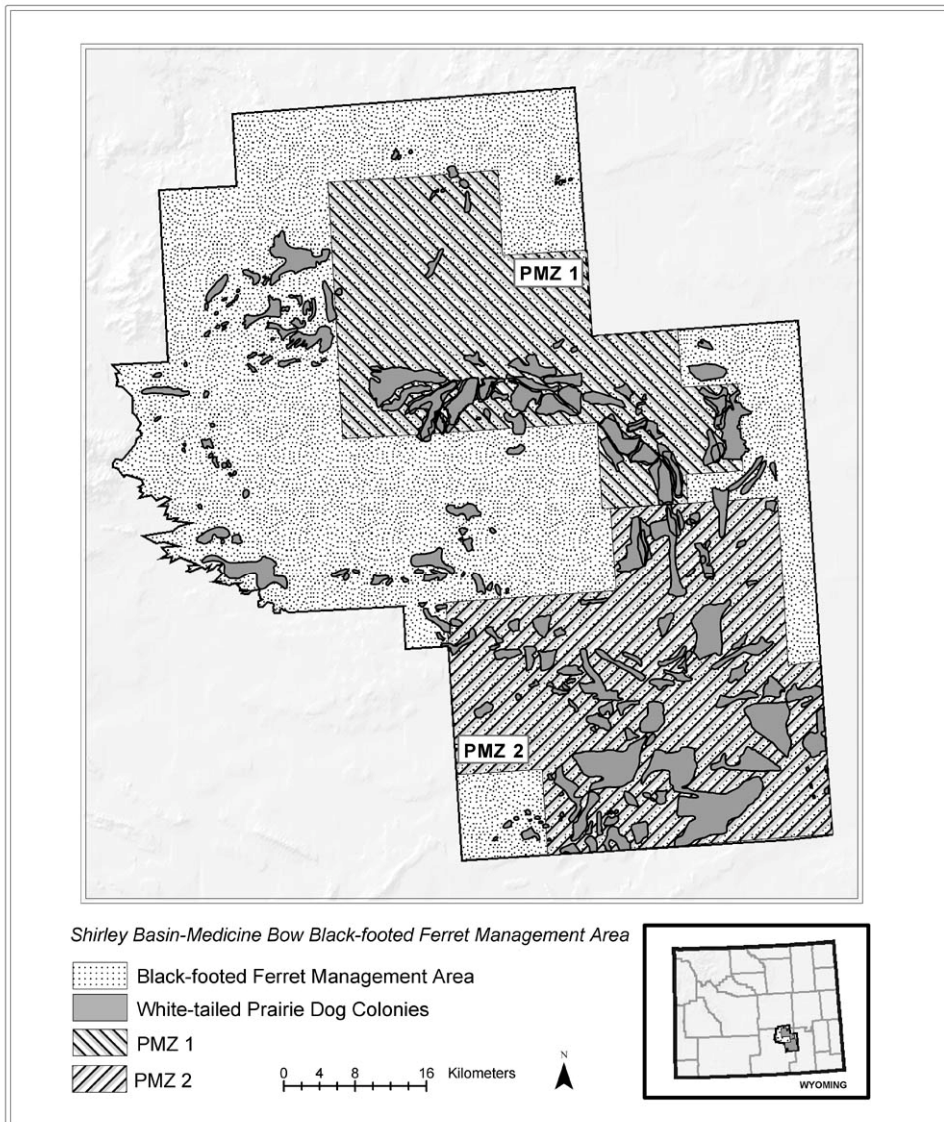 PMZ 1
PMZ 2
Shirley Basin-Medicine Bow Black-footed Ferret Management Area
Black-footed Ferret Management Area
White-tailed Prairie Dog Colonies
PMZ 1
PMZ 2
0 4 8 16 Kilometers
N
WYOMING